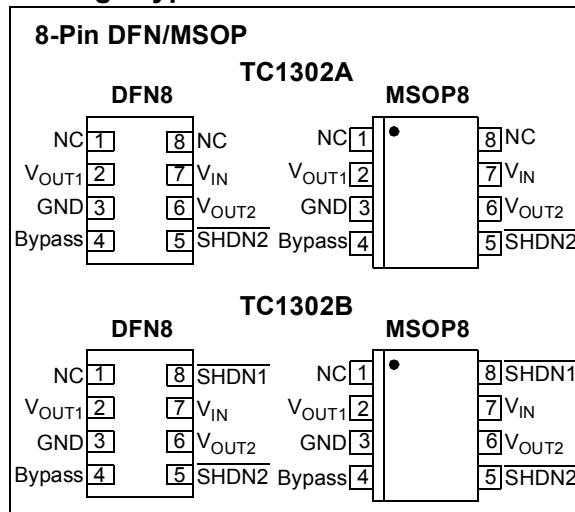 8-Pin DFN/MSOP
TC1302A
DFN8 MSOP8
NC 1 8 NC NC 1 8 NC
VOUT1 2 7 VIN VOUT1 2 7 VIN
GND 3 6 VOUT2 GND 3 6 VOUT2
Bypass 4 5 SHDN2 Bypass 4 5 SHDN2
TC1302B
DFN8 MSOP8
NC 1 8 SHDN1 NC 1 8 SHDN1
VOUT1 2 7 VIN VOUT1 2 7 VIN
GND 3 6 VOUT2 GND 3 6 VOUT2
Bypass 4 5 SHDN2 Bypass 4 5 SHDN2